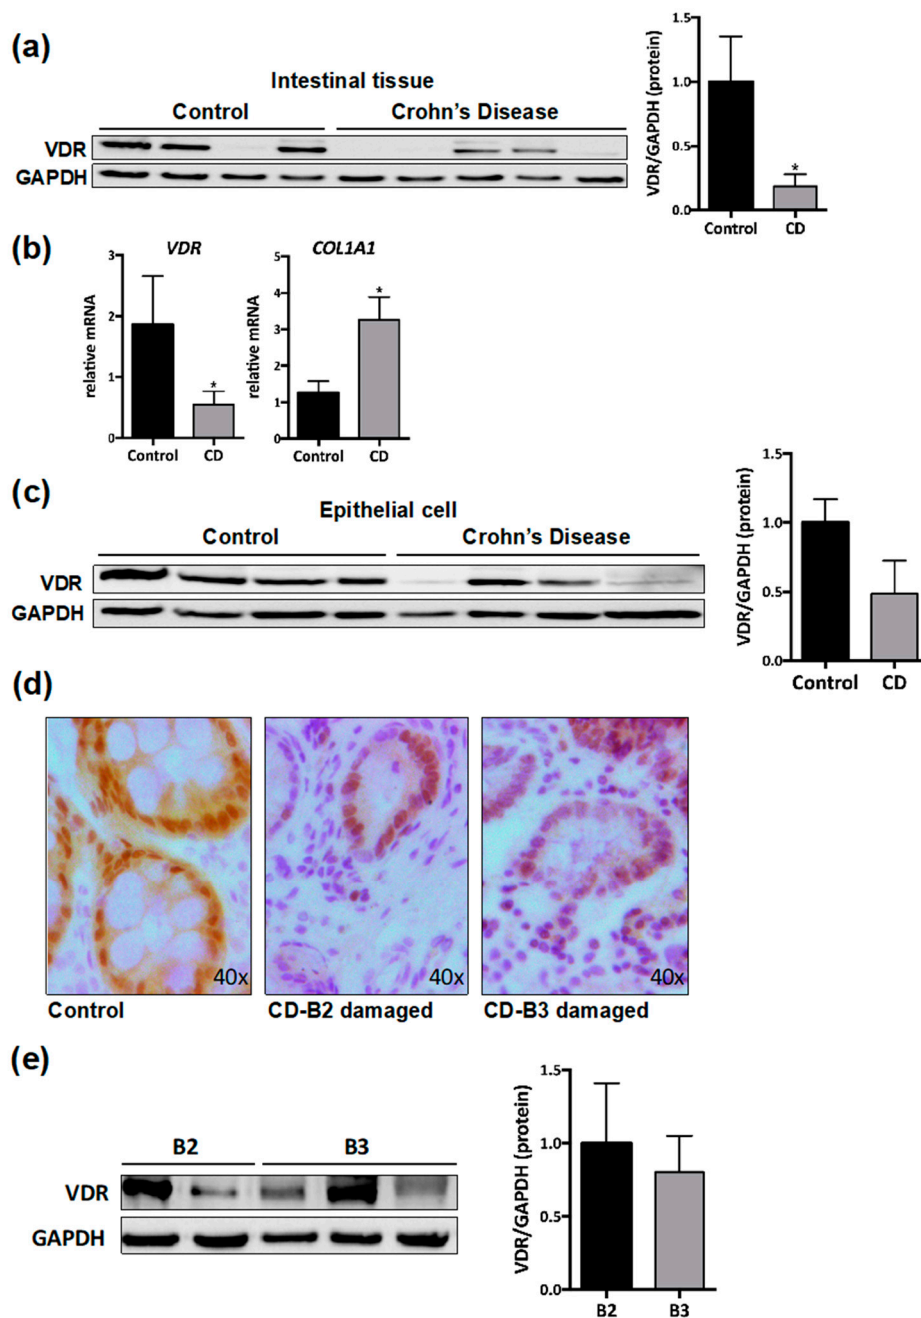 (a)
Intestinal tissue
Control Crohn's Disease
VDR
GAPDH
VDR/GAPDH (protein)
1.5
1.0
0.5
0.0
*
Control CD
(b)
VDR
relative mRNA
3
2
1
0
*
Control CD
COL1A1
relative mRNA
5
4
3
2
1
0
*
Control CD
(c)
Epithelial cell
Control Crohn's Disease
VDR
GAPDH
VDR/GAPDH (protein)
1.5
1.0
0.5
0.0
Control CD
(d)
40x
40x
40x
Control
CD-B2 damaged
CD-B3 damaged
(e)
B2 B3
VDR
GAPDH
VDR/GAPDH (protein)
1.5
1.0
0.5
0.0
B2 B3